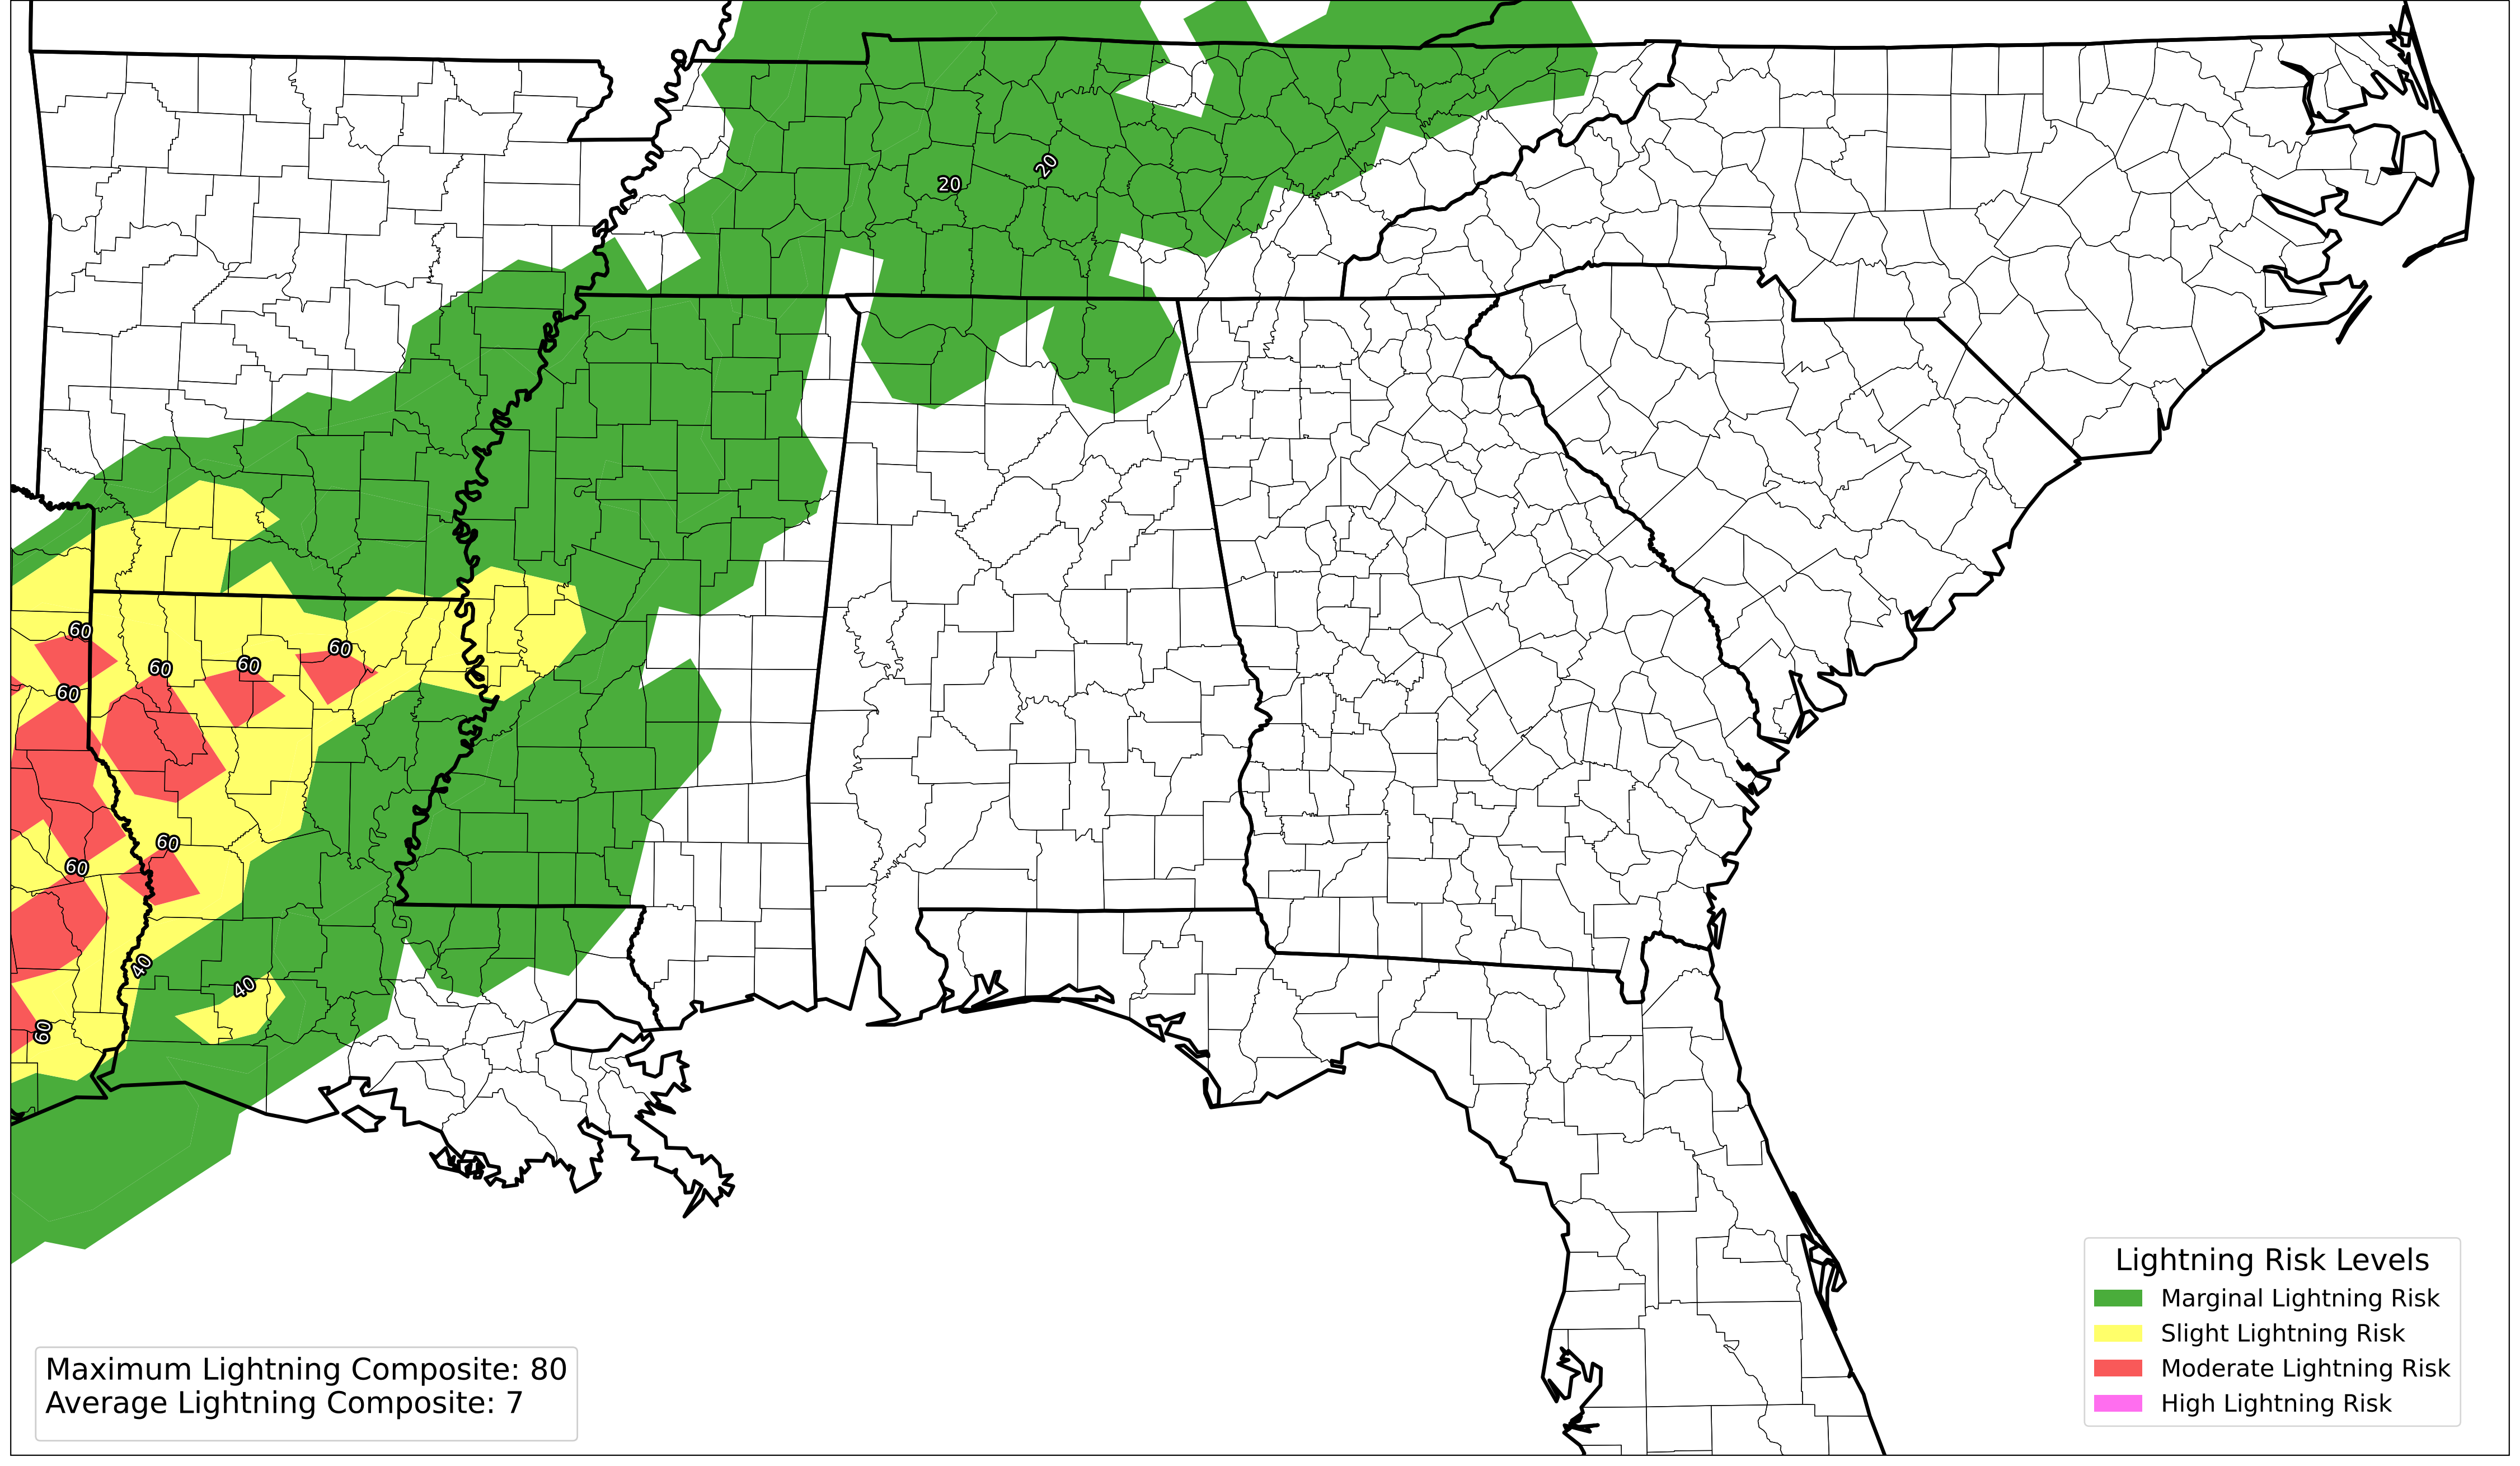 20
20
60
60
60
60
60
60
60
40
40
60
Lightning Risk Levels
Marginal Lightning Risk
Slight Lightning Risk
Moderate Lightning Risk
High Lightning Risk
Maximum Lightning Composite: 80
Average Lightning Composite: 7